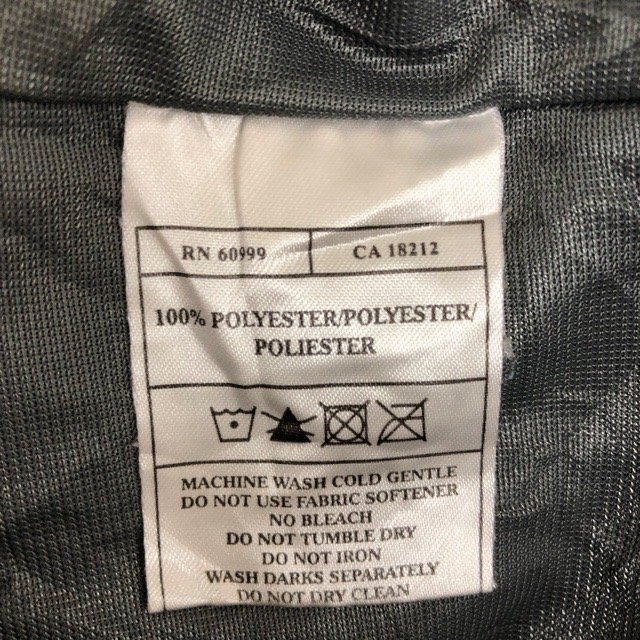 RN 60999 CA 18212
100% POLYESTER/POLYESTER/
POLIESTER
MACHINE WASH COLD GENTLE
DO NOT USE FABRIC SOFTENER
NO BLEACH
DO NOT TUMBLE DRY
DO NOT IRON
WASH DARKS SEPARATELY
DO NOT DRY CLEAN